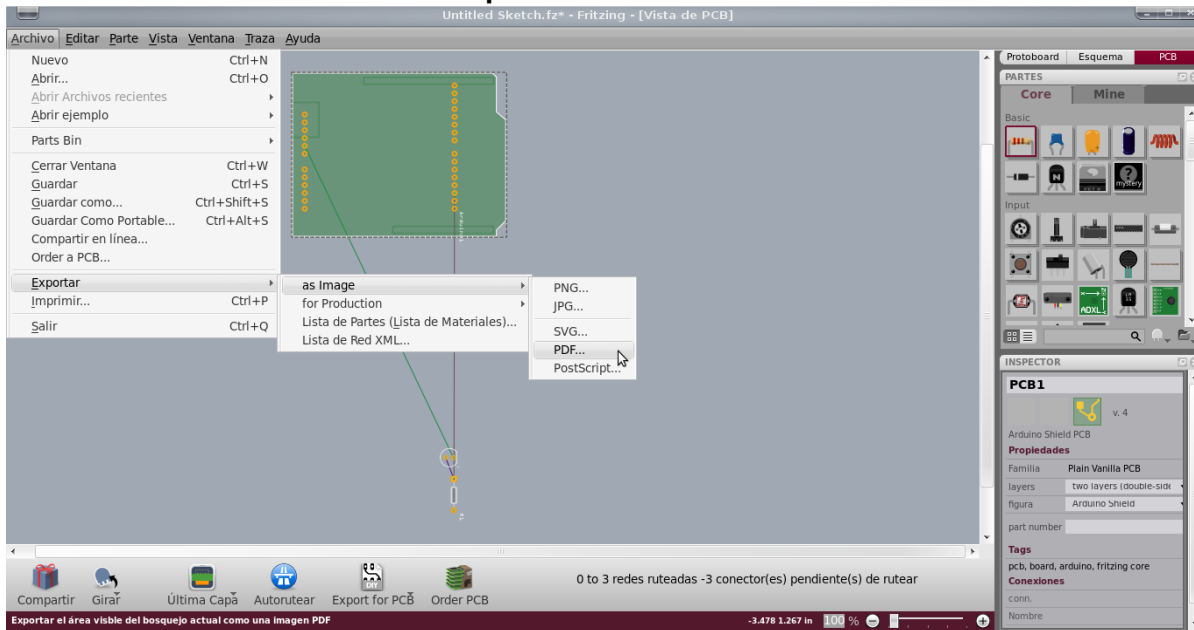 Untitled Sketch.fz* - Fritzing - [Vista de PCB]
Archivo Editar Parte Vista Ventana Traza Ayuda
Nuevo Ctrl+N
Abrir... Ctrl+O
Abrir Archivos recientes
Abrir ejemplo
Parts Bin
Cerrar Ventana Ctrl+W
Guardar Ctrl+S
Guardar como... Ctrl+Shift+S
Guardar Como Portable... Ctrl+Alt+S
Compartir en línea...
Order a PCB...
Exportar
Imprimir... Ctrl+P
Salir Ctrl+Q
as Image
for Production
Lista de Partes (Lista de Materiales)...
Lista de Red XML...
PNG...
JPG...
SVG...
PDF...
PostScript...
Protoboard Esquema PCB
PARTES
Core Mine
Basic
mystery
Input
ADXL
INSPECTOR
PCB1
v. 4
Arduino Shield PCB
Propiedades
Familia Plain Vanilla PCB
layers two layers (double-side
figura Arduino Shield
part number
Tags
pcb, board, arduino, fritzing core
Conexiones
conn.
Nombre
Compartir Girar Última Capa Autorutear Export for PCB Order PCB
0 to 3 redes ruteadas -3 conector(es) pendiente(s) de rutear
Exportar el área visble del bosquejo actual como una imagen PDF
-3.478 1.267 in 100 %